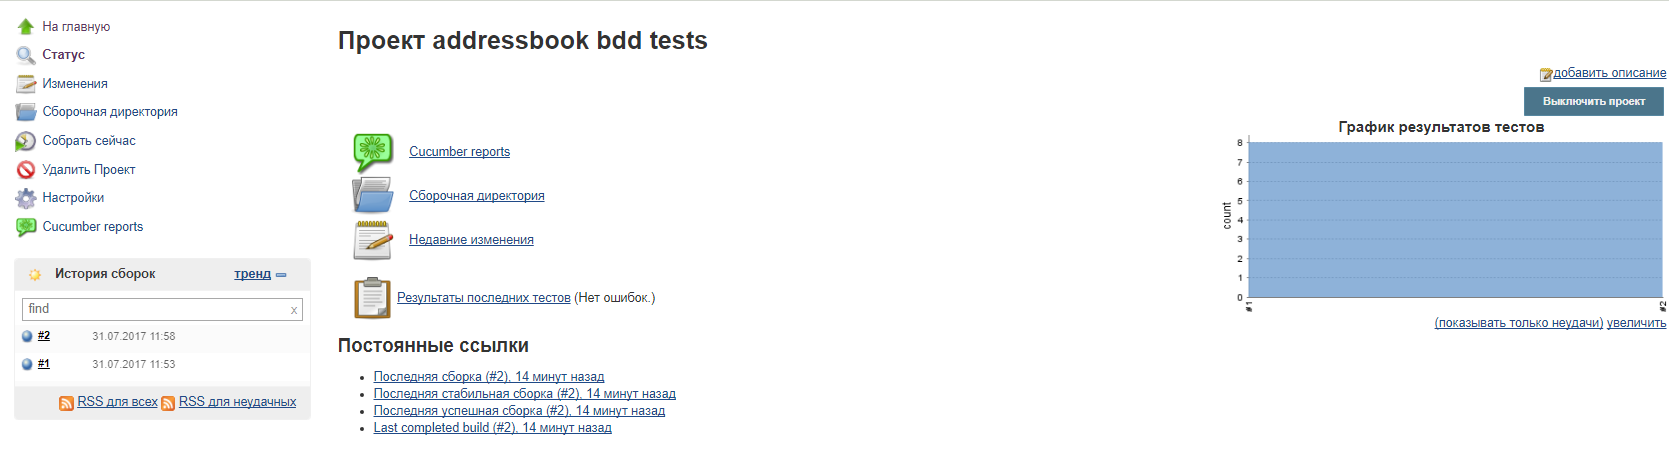 На главную
Статус
Изменения
Сборочная директория
Собрать сейчас
Удалить Проект
Настройки
Cucumber reports
История сборок тренд
find x
#2 31.07.2017 11:58
#1 31.07.2017 11:53
RSS для всех RSS для неудачных
Проект addressbook bdd tests
добавить описание
Выключить проект
Cucumber reports
Сборочная директория
Недавние изменения
Результаты последних тестов (Нет ошибок.)
Постоянные ссылки
Последняя сборка (#2), 14 минут назад
Последняя стабильная сборка (#2), 14 минут назад
Последняя успешная сборка (#2), 14 минут назад
Last completed build (#2), 14 минут назад
График результатов тестов
count
8
7
6
5
4
3
2
1
0
#1 #2
(показывать только неудачи) увеличить